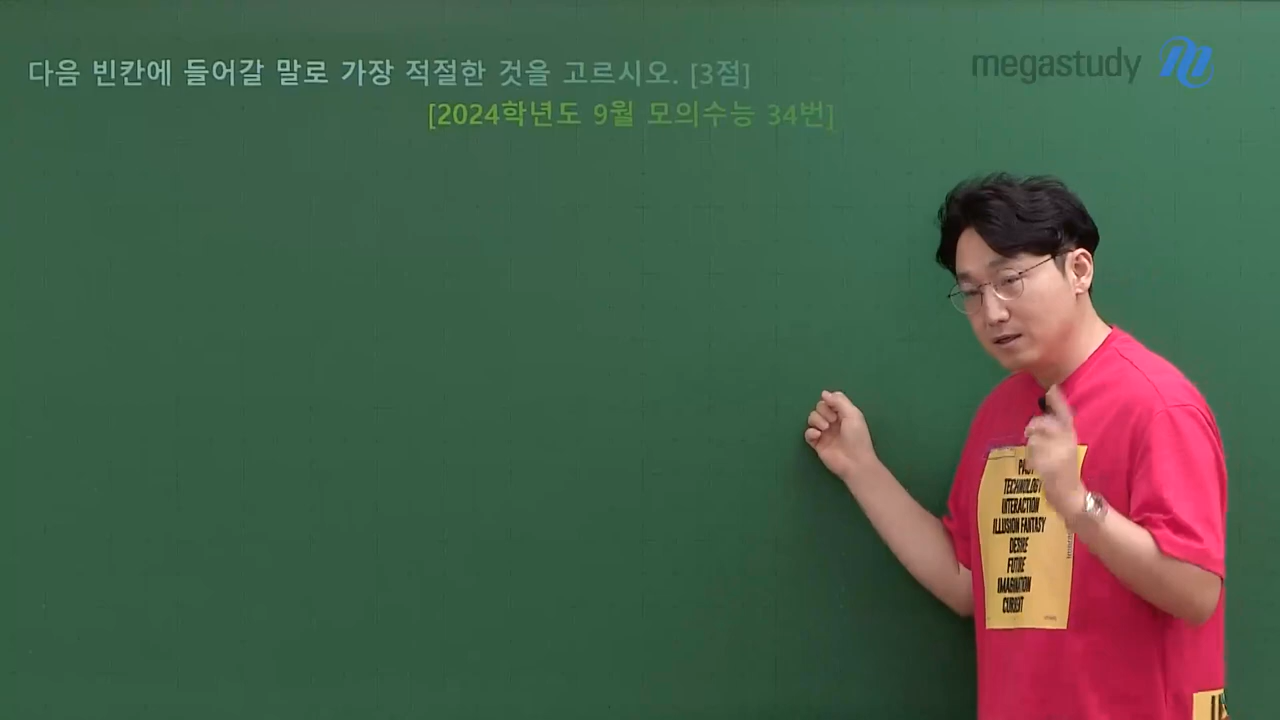 다음 빈칸에 들어갈 말로 가장 적절한 것을 고르시오. [3점]
megastudy
[2024학년도 9월 모의수능 34번]
TECHNOLOGY
INTERACTION
ILLUSION FANTASY
DESIRE
FUTURE
IMAGINATION
CURRENT